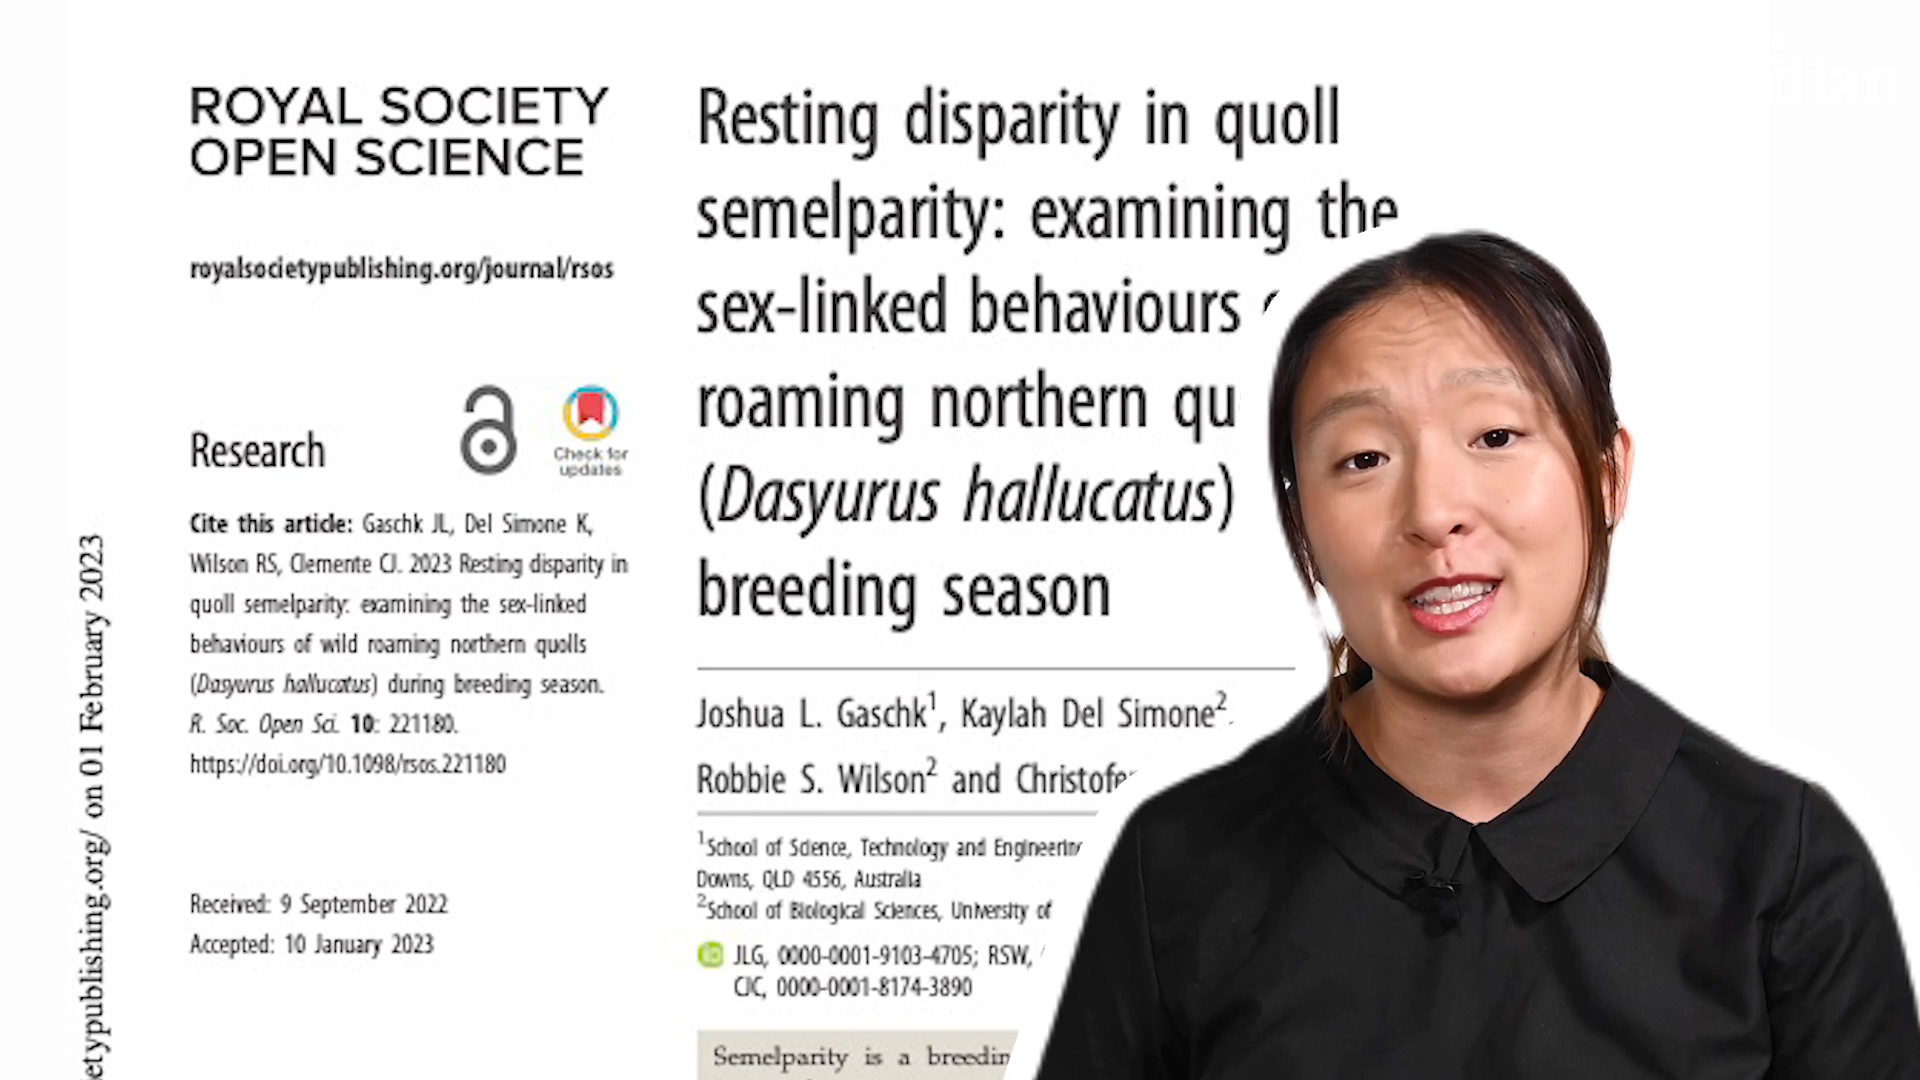 ROYAL SOCIETY
OPEN SCIENCE
royalsocietypublishing.org/journal/rsos
Research
Check for
updates
Cite this article: Gaschk JL, Del Simone K,
Wilson RS, Clemente CJ. 2023 Resting disparity in
quoll semelparity: examining the sex-linked
behaviours of wild roaming northern quolls
(Dasyurus hallucatus) during breeding season.
R. Soc. Open Sci. 10: 221180.
https://doi.org/10.1098/rsos.221180
Received: 9 September 2022
Accepted: 10 January 2023
etypublishing.org/ on 01 February 2023
Resting disparity in quoll
semelparity: examining the
sex-linked behaviours
roaming northern qu
(Dasyurus hallucatus)
breeding season
Joshua L. Gaschk1, Kaylah Del Simone2,
Robbie S. Wilson2 and Christofe
1School of Science, Technology and Engineerin
Downs, QLD 4556, Australia
2School of Biological Sciences, University of
iD JLG, 0000-0001-9103-4705; RSW,
CJC, 0000-0001-8174-3890
Semelparity is a breedin